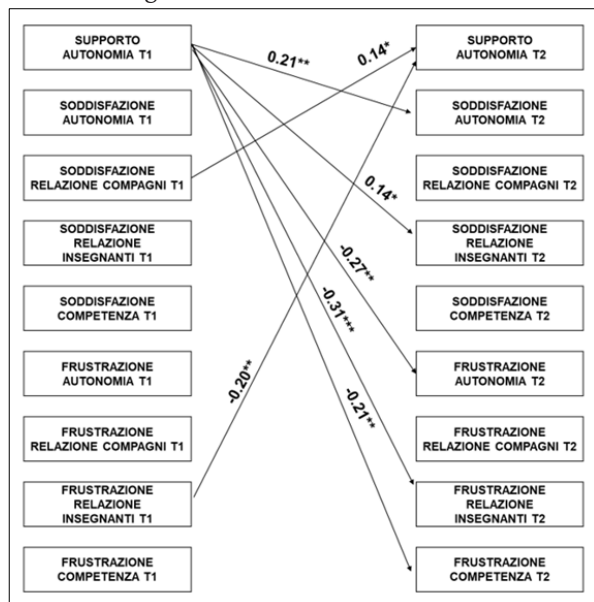 SUPPORTO
AUTONOMIA T1
SUPPORTO
AUTONOMIA T2
0.21**
0.14*
SODDISFAZIONE
AUTONOMIA T1
SODDISFAZIONE
AUTONOMIA T2
SODDISFAZIONE
RELAZIONE COMPAGNI T1
SODDISFAZIONE
RELAZIONE COMPAGNI T2
0.14*
SODDISFAZIONE
RELAZIONE
INSEGNANTI T1
SODDISFAZIONE
RELAZIONE
INSEGNANTI T2
-0.27**
SODDISFAZIONE
COMPETENZA T1
SODDISFAZIONE
COMPETENZA T2
-0.31***
FRUSTRAZIONE
AUTONOMIA T1
FRUSTRAZIONE
AUTONOMIA T2
-0.20**
-0.21**
FRUSTRAZIONE
RELAZIONE COMPAGNI T1
FRUSTRAZIONE
RELAZIONE COMPAGNI T2
FRUSTRAZIONE
RELAZIONE
INSEGNANTI T1
FRUSTRAZIONE
RELAZIONE
INSEGNANTI T2
FRUSTRAZIONE
COMPETENZA T1
FRUSTRAZIONE
COMPETENZA T2